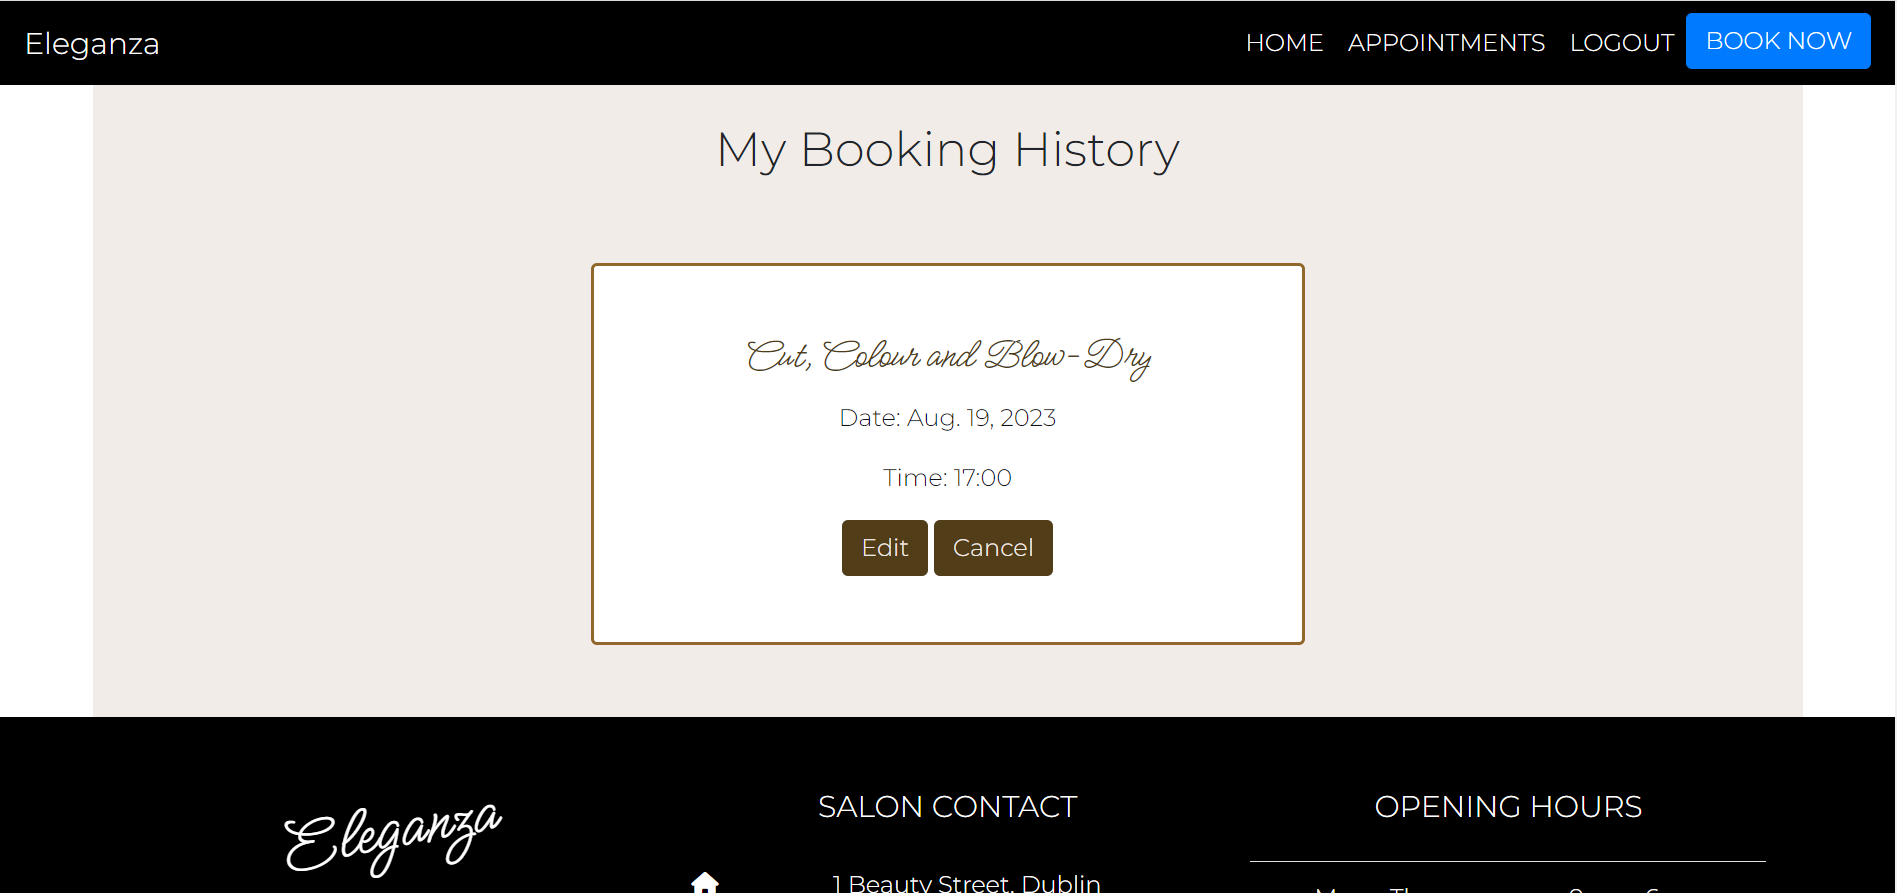 Eleganza
HOME APPOINTMENTS LOGOUT BOOK NOW
My Booking History
Cut, Colour and Blow-Dry
Date: Aug. 19, 2023
Time: 17:00
Edit Cancel
Eleganza
SALON CONTACT
1 Beauty Street, Dublin
OPENING HOURS